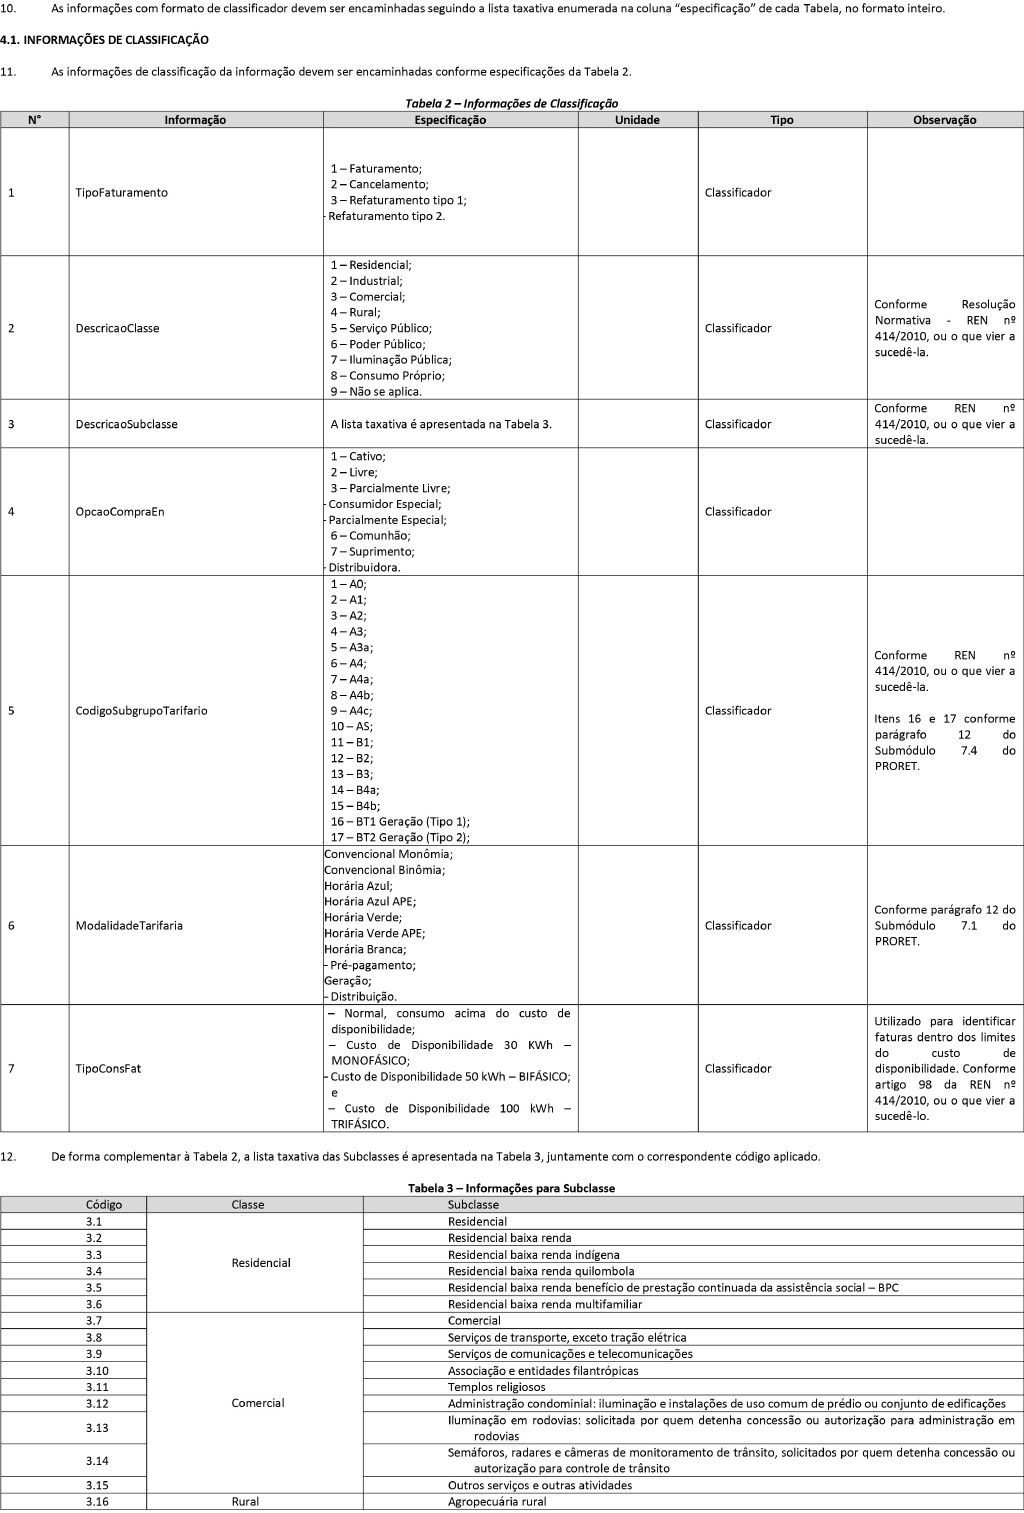 10. As informações com formato de classificador devem ser encaminhadas seguindo a lista taxativa enumerada na coluna “especificação” de cada Tabela, no formato inteiro.
4.1. INFORMAÇÕES DE CLASSIFICAÇÃO
11. As informações de classificação da informação devem ser encaminhadas conforme especificações da Tabela 2.
Tabela 2 – Informações de Classificação
N° Informação Especificação Unidade Tipo Observação
1 TipoFaturamento
1 – Faturamento;
2 – Cancelamento;
3 – Refaturamento tipo 1;
- Refaturamento tipo 2.
Classificador
2 DescricaoClasse
1 – Residencial;
2 – Industrial;
3 – Comercial;
4 – Rural;
5 – Serviço Público;
6 – Poder Público;
7 – Iluminação Pública;
8 – Consumo Próprio;
9 – Não se aplica.
Classificador
Conforme Resolução
Normativa - REN nº
414/2010, ou o que vier a
sucedê-la.
3 DescricaoSubclasse
A lista taxativa é apresentada na Tabela 3.
Classificador
Conforme REN nº
414/2010, ou o que vier a
sucedê-la.
4 OpcaoCompraEn
1 – Cativo;
2 – Livre;
3 – Parcialmente Livre;
- Consumidor Especial;
- Parcialmente Especial;
6 – Comunhão;
7 – Suprimento;
- Distribuidora.
Classificador
5 CodigoSubgrupoTarifario
1 – A0;
2 – A1;
3 – A2;
4 – A3;
5 – A3a;
6 – A4;
7 – A4a;
8 – A4b;
9 – A4c;
10 – AS;
11 – B1;
12 – B2;
13 – B3;
14 – B4a;
15 – B4b;
16 – BT1 Geração (Tipo 1);
17 – BT2 Geração (Tipo 2);
Classificador
Conforme REN nº
414/2010, ou o que vier a
sucedê-la.
Itens 16 e 17 conforme
parágrafo 12 do
Submódulo 7.4 do
PRORET.
6 ModalidadeTarifaria
Convencional Monômia;
Convencional Binômia;
Horária Azul;
Horária Azul APE;
Horária Verde;
Horária Verde APE;
Horária Branca;
- Pré-pagamento;
Geração;
- Distribuição.
Classificador
Conforme parágrafo 12 do
Submódulo 7.1 do
PRORET.
7 TipoConsFat
– Normal, consumo acima do custo de
disponibilidade;
– Custo de Disponibilidade 30 KWh –
MONOFÁSICO;
- Custo de Disponibilidade 50 kWh – BIFÁSICO;
e
– Custo de Disponibilidade 100 kWh –
TRIFÁSICO.
Classificador
Utilizado para identificar
faturas dentro dos limites
do custo de
disponibilidade. Conforme
artigo 98 da REN nº
414/2010, ou o que vier a
sucedê-lo.
12. De forma complementar à Tabela 2, a lista taxativa das Subclasses é apresentada na Tabela 3, juntamente com o correspondente código aplicado.
Tabela 3 – Informações para Subclasse
Código Classe Subclasse
3.1 Residencial Residencial
3.2 Residencial baixa renda
3.3 Residencial baixa renda indígena
3.4 Residencial baixa renda quilombola
3.5 Residencial baixa renda benefício de prestação continuada da assistência social – BPC
3.6 Residencial baixa renda multifamiliar
3.7 Comercial Comercial
3.8 Serviços de transporte, exceto tração elétrica
3.9 Serviços de comunicações e telecomunicações
3.10 Associação e entidades filantrópicas
3.11 Templos religiosos
3.12 Administração condominial: iluminação e instalações de uso comum de prédio ou conjunto de edificações
3.13 Iluminação em rodovias: solicitada por quem detenha concessão ou autorização para administração em
rodovias
3.14 Semáforos, radares e câmeras de monitoramento de trânsito, solicitados por quem detenha concessão ou
autorização para controle de trânsito
3.15 Outros serviços e outras atividades
3.16 Rural Agropecuária rural